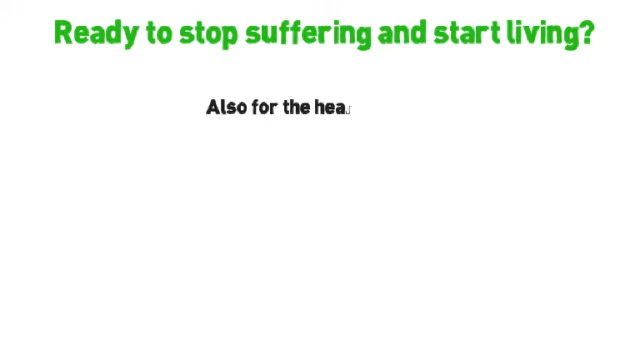 Ready to stop suffering and start living?
Also for the hea